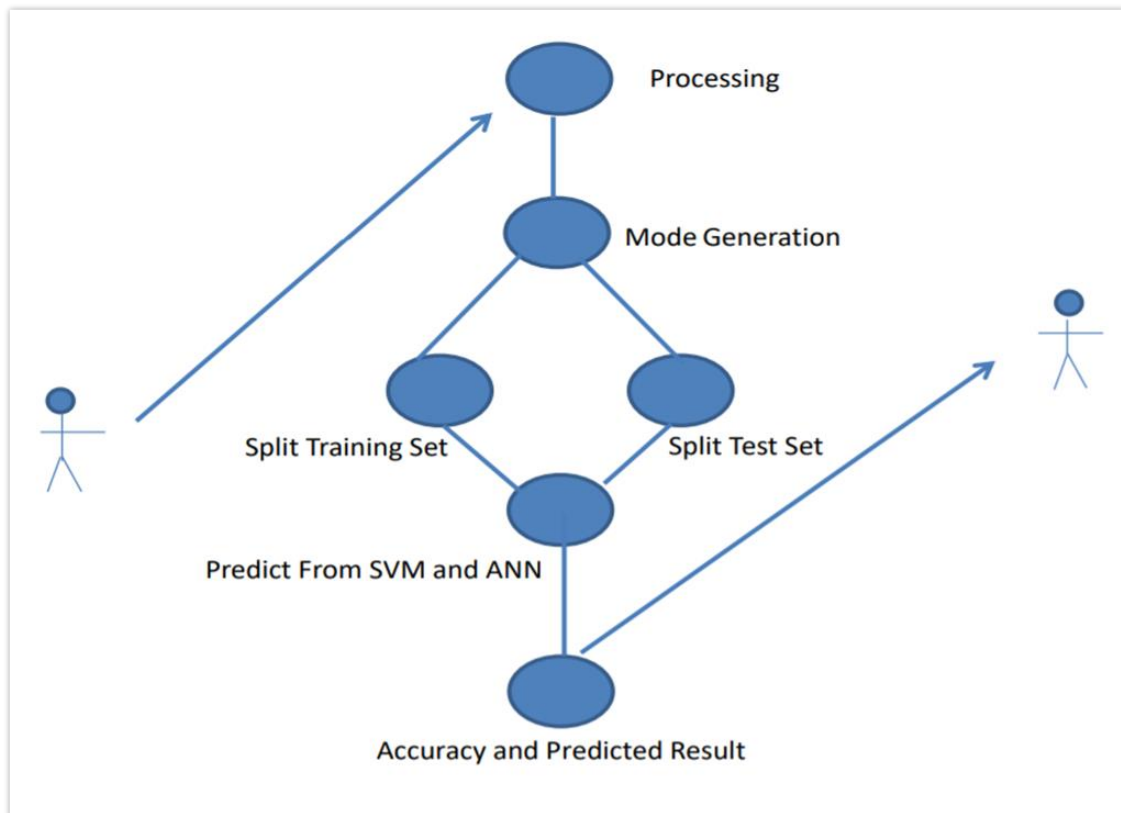 Processing
Mode Generation
Split Training Set
Split Test Set
Predict From SVM and ANN
Accuracy and Predicted Result